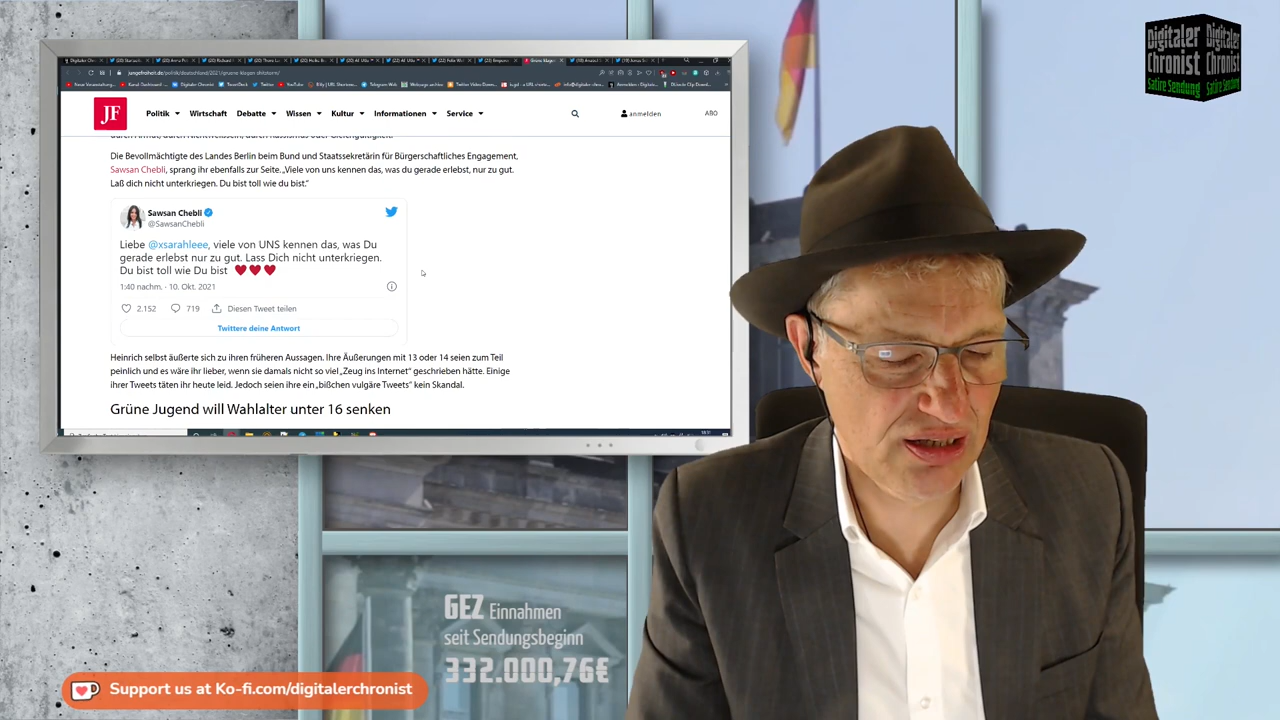 JF
Politik
Wirtschaft
Debatte
Wissen
Kultur
Informationen
Service
anmelden
ABO
Die Bevollmächtigte des Landes Berlin beim Bund und Staatssekretärin für Bürgerschaftliches Engagement,
Sawsan Chebli, sprang ihr ebenfalls zur Seite. „Viele von uns kennen das, was du gerade erlebst, nur zu gut.
Laß dich nicht unterkriegen. Du bist toll wie du bist.“
Sawsan Chebli
@SawsanChebli
Liebe @xsarahleee, viele von UNS kennen das, was Du
gerade erlebst nur zu gut. Lass Dich nicht unterkriegen.
Du bist toll wie Du bist
1:40 nachm. · 10. Okt. 2021
2.152
719
Diesen Tweet teilen
Twittere deine Antwort
Heinrich selbst äußerte sich zu ihren früheren Aussagen. Ihre Äußerungen mit 13 oder 14 seien zum Teil
peinlich und es wäre ihr lieber, wenn sie damals nicht so viel „Zeug ins Internet“ geschrieben hätte. Einige
ihrer Tweets täten ihr heute leid. Jedoch seien ihre ein „bißchen vulgäre Tweets“ kein Skandal.
Grüne Jugend will Wahlalter unter 16 senken
Digitaler
Chronist
Satire Sendung
Digitaler
Chronist
Satire Sendung
GEZ Einnahmen
seit Sendungsbeginn
332.000,76€
Support us at Ko-fi.com/digitalerchronist